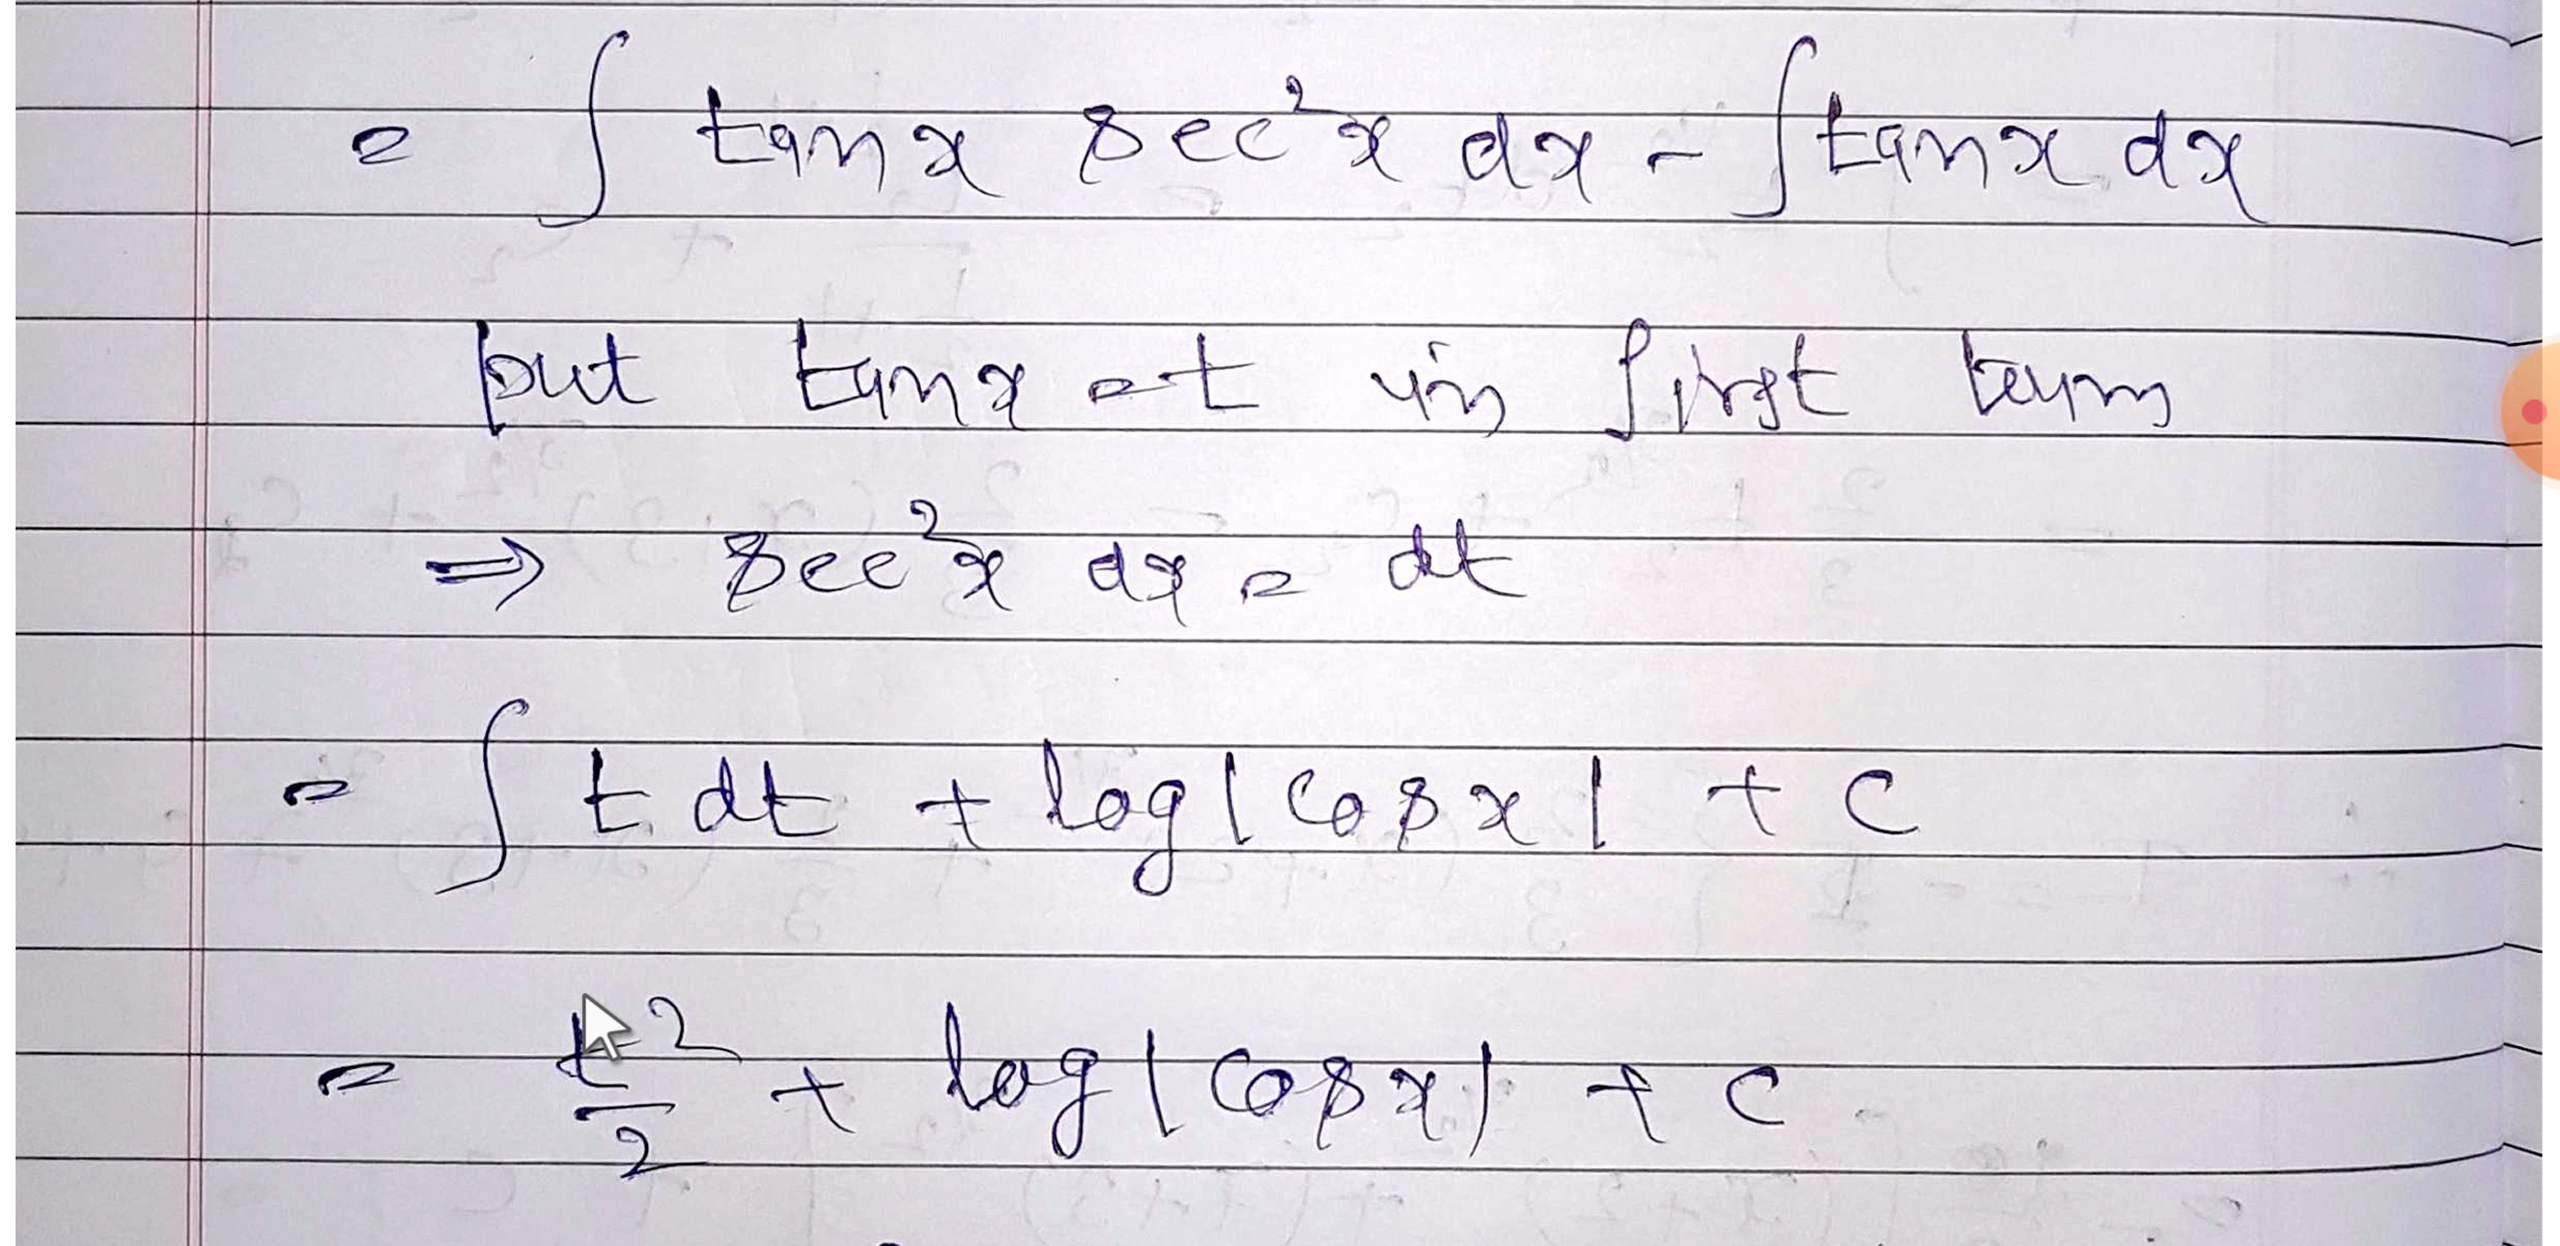 = ∫ tan x sec²x dx - ∫ tan x dx
put tan x = t in first term
⇒ sec²x dx = dt
= ∫ t dt + log |cos x| + c
= t²/2 + log |cos x| + c